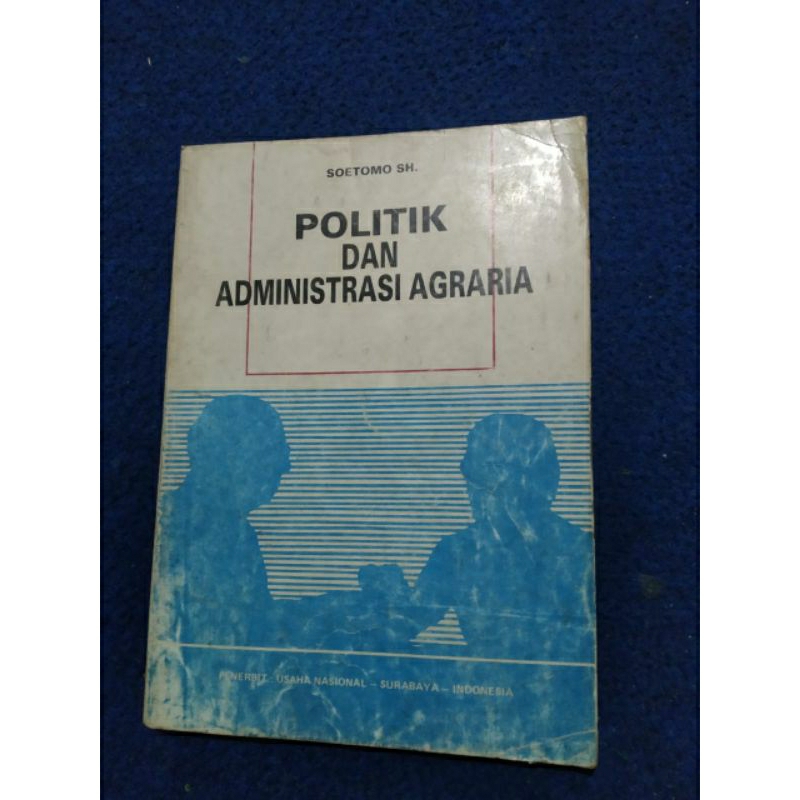 SOETOMO SH.
POLITIK
DAN
ADMINISTRASI AGRARIA
PENERBIT : USAHA NASIONAL – SURABAYA – INDONESIA